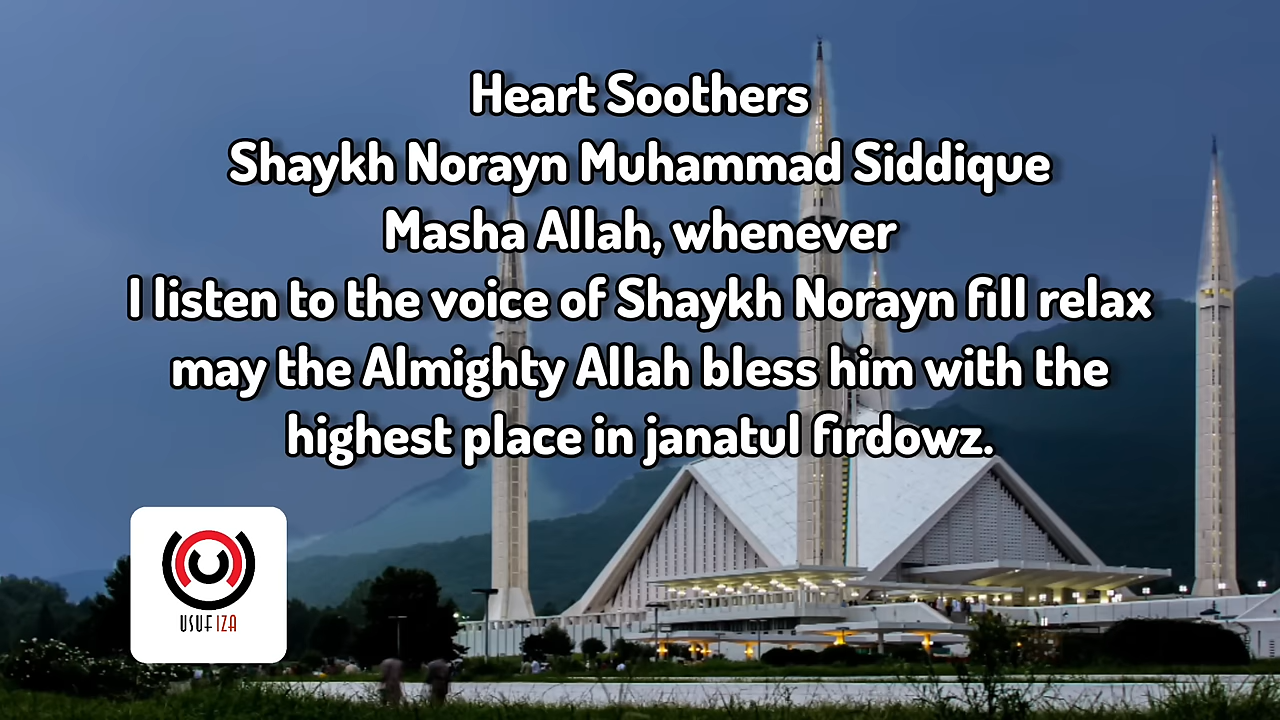 Heart Soothers
Shaykh Norayn Muhammad Siddique
Masha Allah, whenever
I listen to the voice of Shaykh Norayn fill relax
may the Almighty Allah bless him with the
highest place in janatul firdowz.
USUF IZA